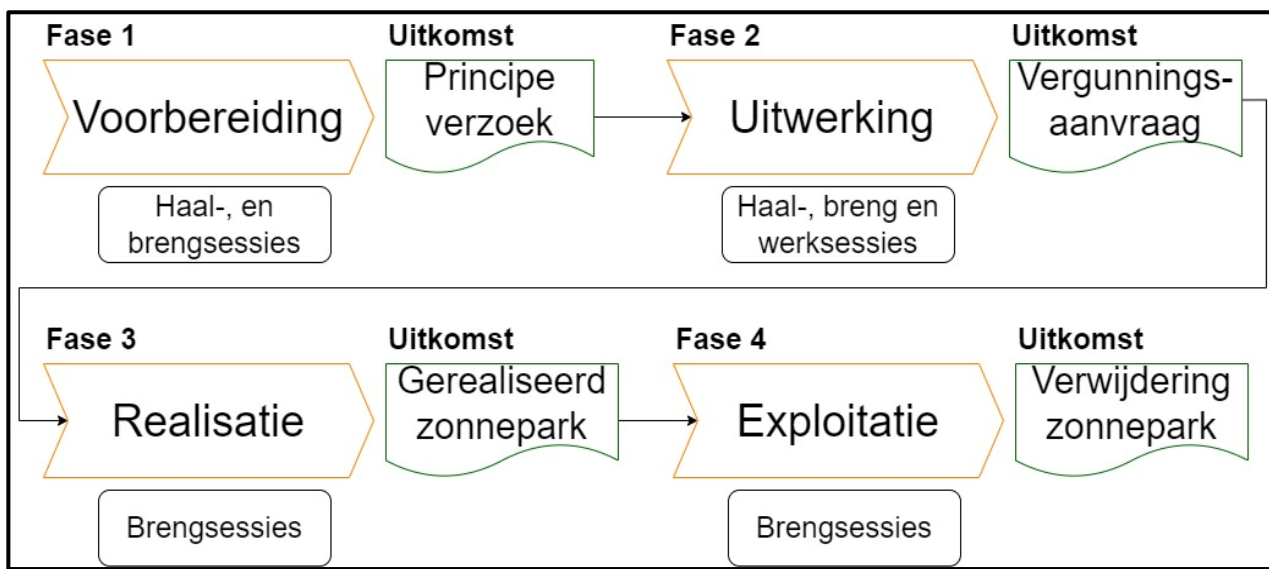 Fase 1
Uitkomst
Fase 2
Uitkomst
Voorbereiding
Principe
verzoek
Uitwerking
Vergunnings-
aanvraag
Haal-, en
brengsessies
Haal-, breng en
werksessies
Fase 3
Uitkomst
Fase 4
Uitkomst
Realisatie
Gerealiseerd
zonnepark
Exploitatie
Verwijdering
zonnepark
Brengsessies
Brengsessies